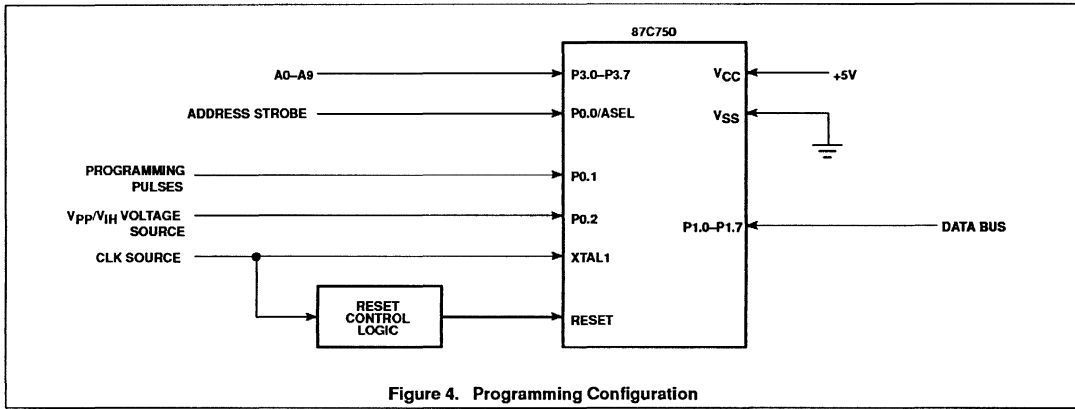 87C750
A0–A9
P3.0–P3.7
VCC
+5V
ADDRESS STROBE
P0.0/ASEL
VSS
PROGRAMMING
PULSES
P0.1
VPP/VIH VOLTAGE
SOURCE
P0.2
P1.0–P1.7
DATA BUS
CLK SOURCE
XTAL1
RESET
CONTROL
LOGIC
RESET
Figure 4. Programming Configuration